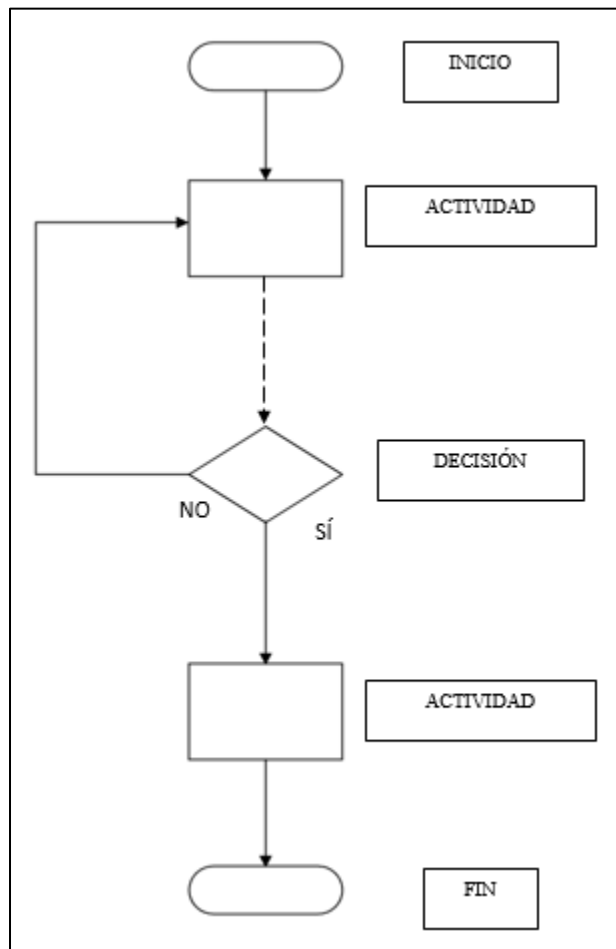 INICIO
ACTIVIDAD
DECISIÓN
NO
SÍ
ACTIVIDAD
FIN